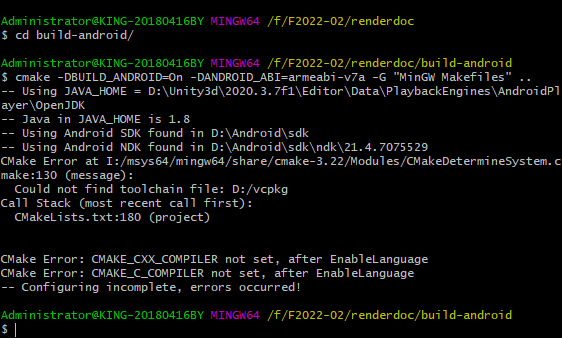 Administrator@KING-20180416BY MINGW64 /f/F2022-02/renderdoc
$ cd build-android/
Administrator@KING-20180416BY MINGW64 /f/F2022-02/renderdoc/build-android
$ cmake -DBUILD_ANDROID=On -DANDROID_ABI=armeabi-v7a -G "MinGW Makefiles" ..
-- Using JAVA_HOME = D:\Unity3d\2020.3.7f1\Editor\Data\PlaybackEngines\AndroidPl
ayer\OpenJDK
-- Java in JAVA_HOME is 1.8
-- Using Android SDK found in D:\Android\sdk
-- Using Android NDK found in D:\Android\sdk\ndk\21.4.7075529
CMake Error at I:/msys64/mingw64/share/cmake-3.22/Modules/CMakeDetermineSystem.c
make:130 (message):
  Could not find toolchain file: D:/vcpkg
Call Stack (most recent call first):
  CMakeLists.txt:180 (project)
CMake Error: CMAKE_CXX_COMPILER not set, after EnableLanguage
CMake Error: CMAKE_C_COMPILER not set, after EnableLanguage
-- Configuring incomplete, errors occurred!
Administrator@KING-20180416BY MINGW64 /f/F2022-02/renderdoc/build-android
$